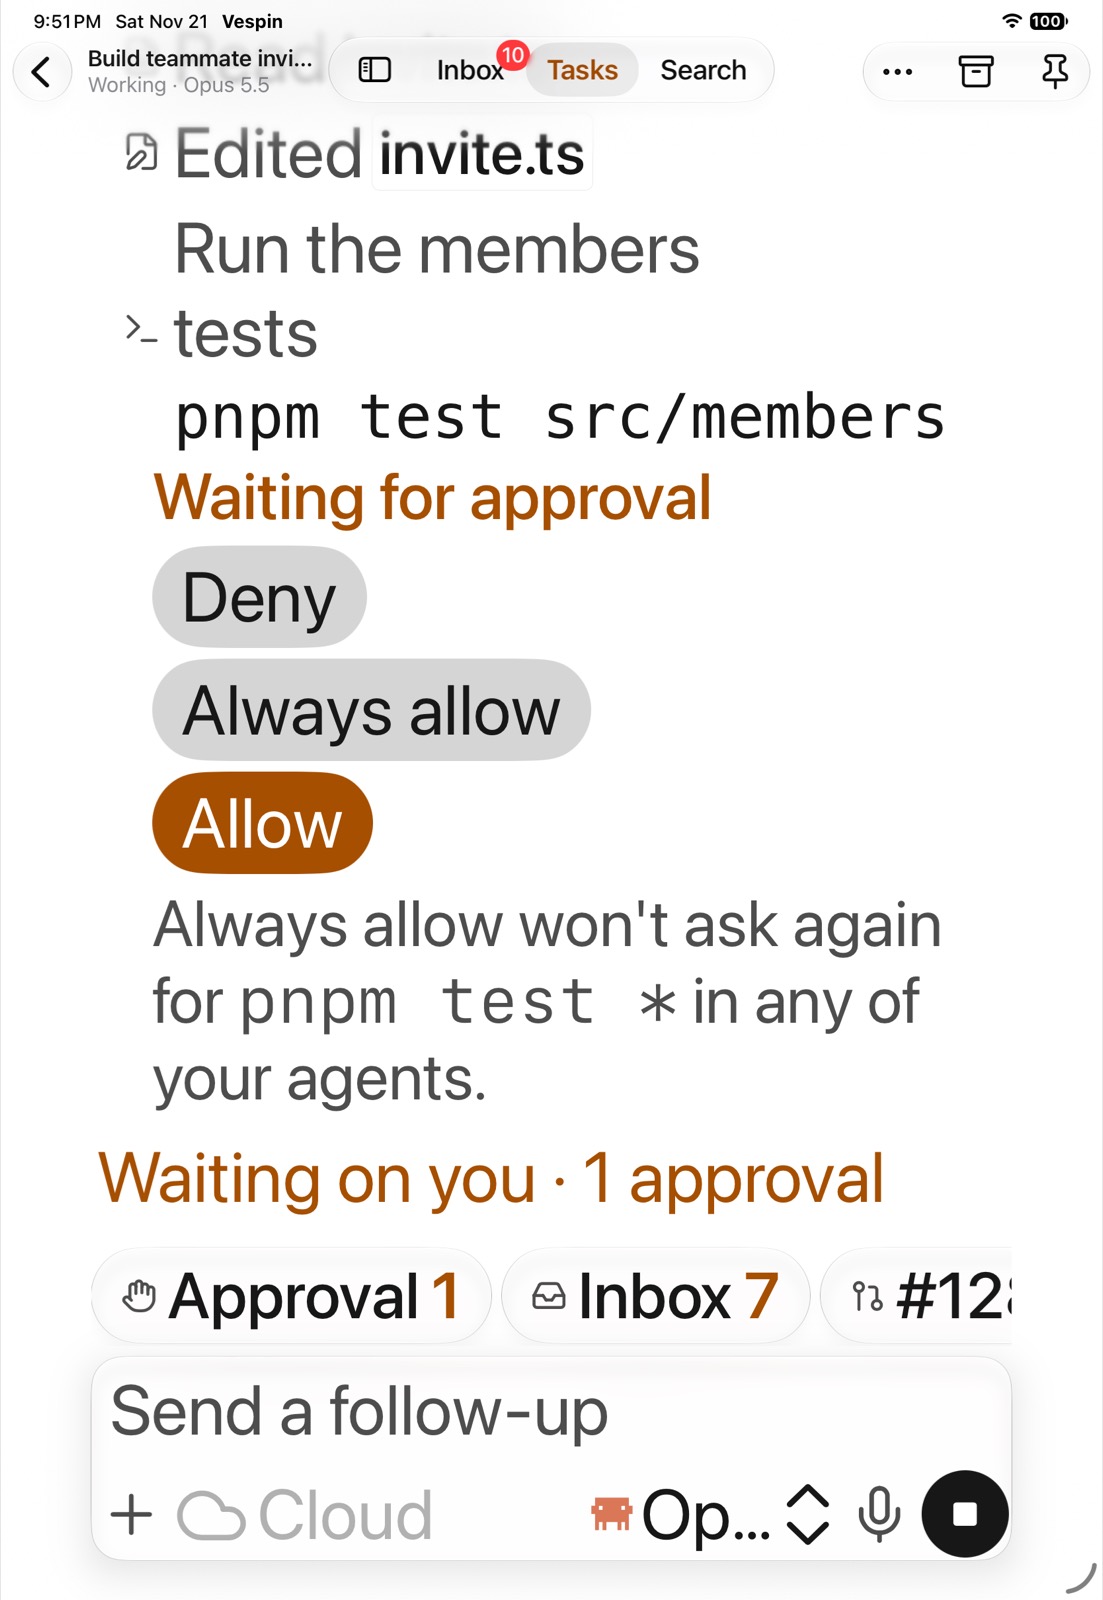 9:51PM Sat Nov 21 Vespin
100
Build teammate invi...
Working · Opus 5.5
Inbox 10 Tasks Search
Edited invite.ts
Run the members
tests
pnpm test src/members
Waiting for approval
Deny
Always allow
Allow
Always allow won't ask again
for pnpm test * in any of
your agents.
Waiting on you · 1 approval
Approval 1 Inbox 7 #128
Send a follow-up
Cloud Op...